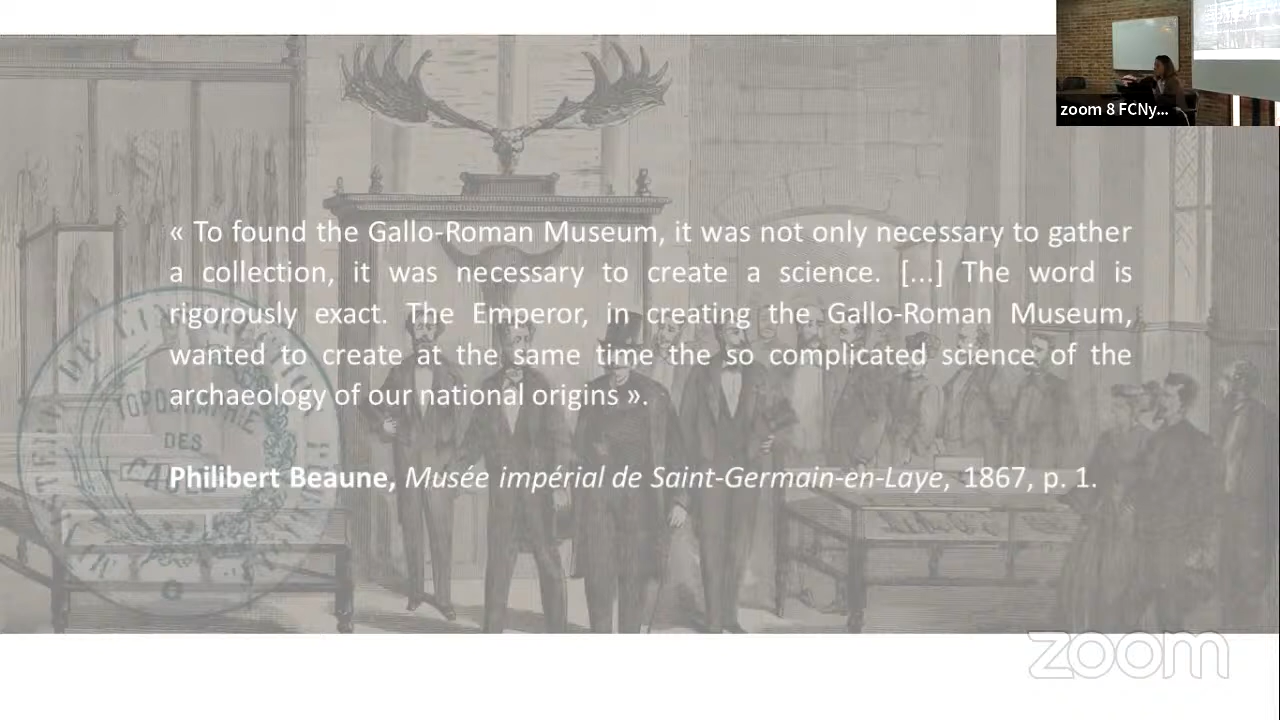 zoom 8 FCNy...
« To found the Gallo-Roman Museum, it was not only necessary to gather
a collection, it was necessary to create a science. [...] The word is
rigorously exact. The Emperor, in creating the Gallo-Roman Museum,
wanted to create at the same time the so complicated science of the
archaeology of our national origins ».
Philibert Beaune, Musée impérial de Saint-Germain-en-Laye, 1867, p. 1.
TOPOGRAPHIE
DES
zoom